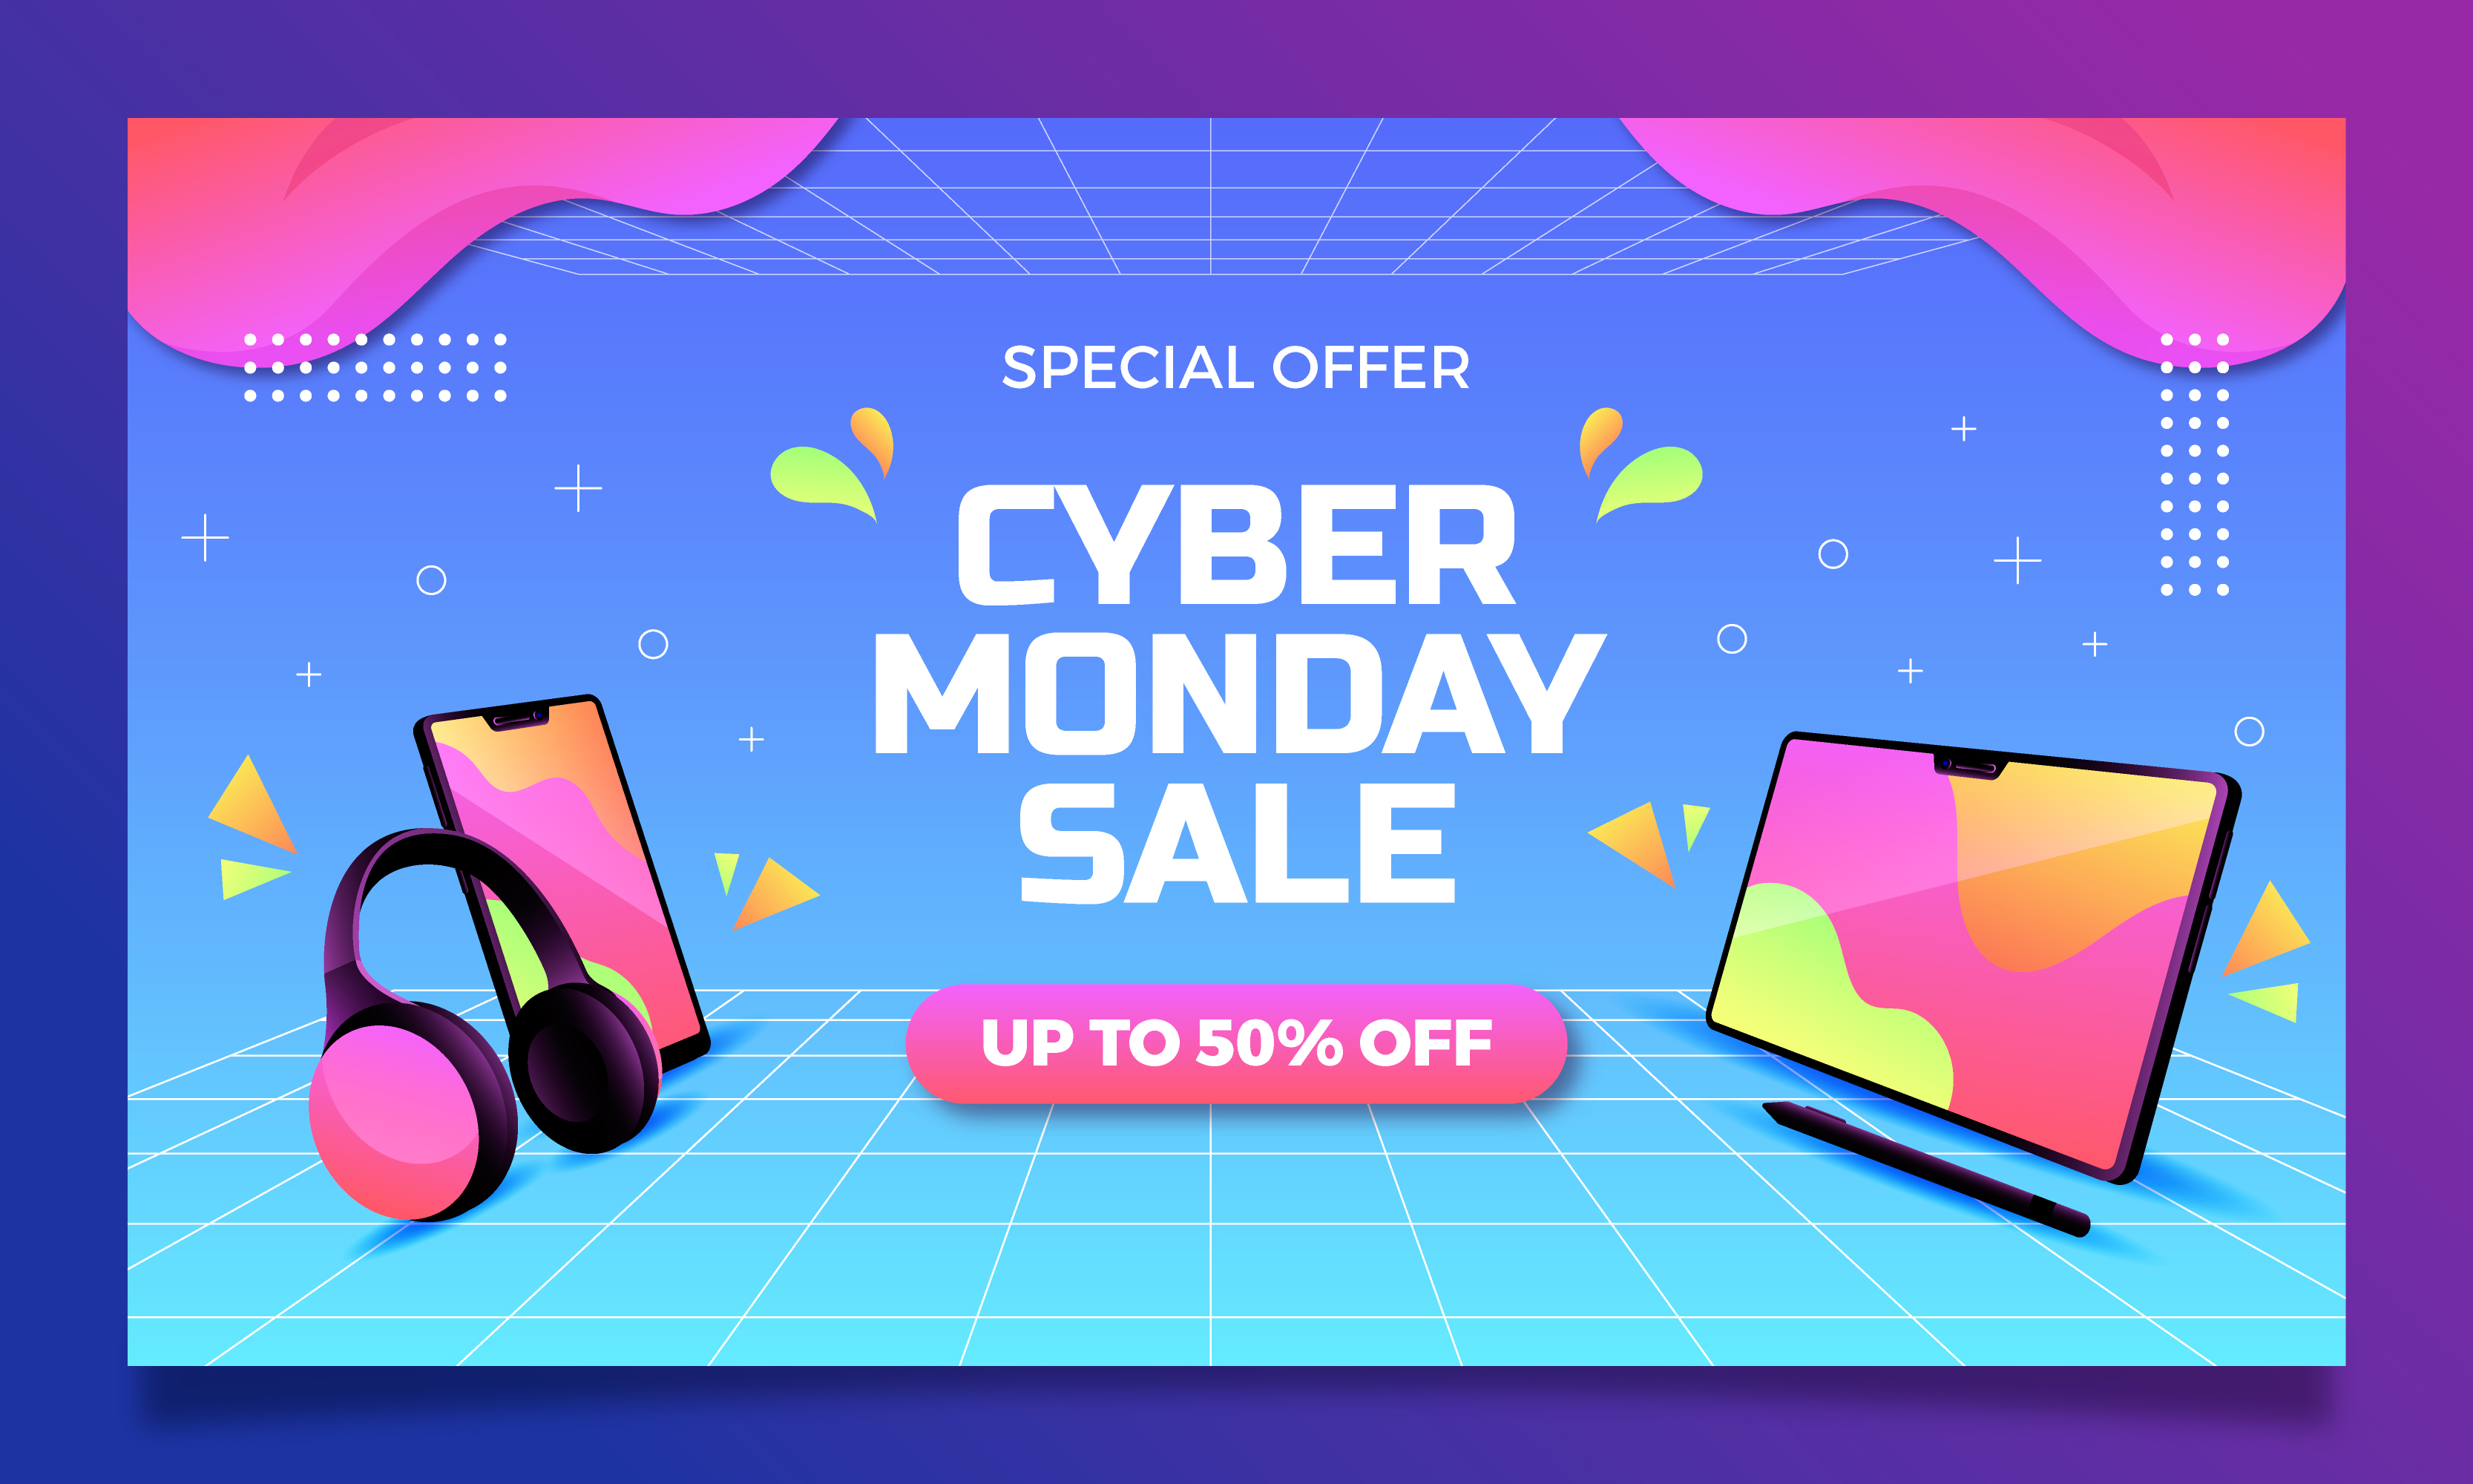 SPECIAL OFFER
CYBER
MONDAY
SALE
UP TO 50% OFF